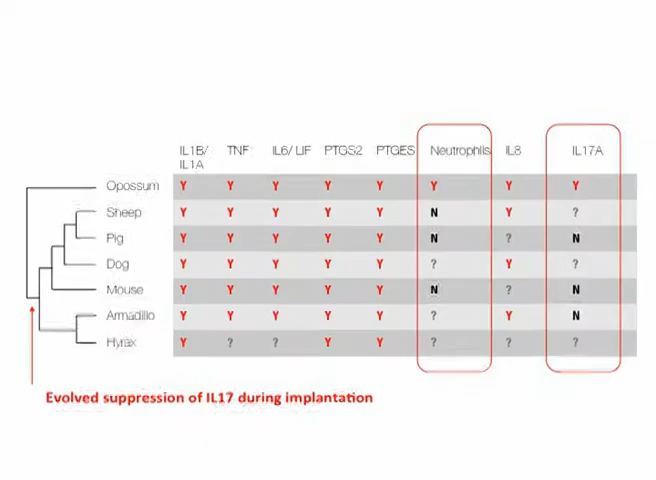 IL1B/ TNF IL6/ LIF PTGS2 PTGES Neutrophils IL8 IL17A
IL1A
Opossum Y Y Y Y Y Y Y Y
Sheep Y Y Y Y Y N Y ?
Pig Y Y Y Y Y N ? N
Dog Y Y Y Y Y ? Y ?
Mouse Y Y Y Y Y N ? N
Armadillo Y Y Y Y Y ? Y N
Hyrax Y ? ? Y Y ? ? ?
Evolved suppression of IL17 during implantation